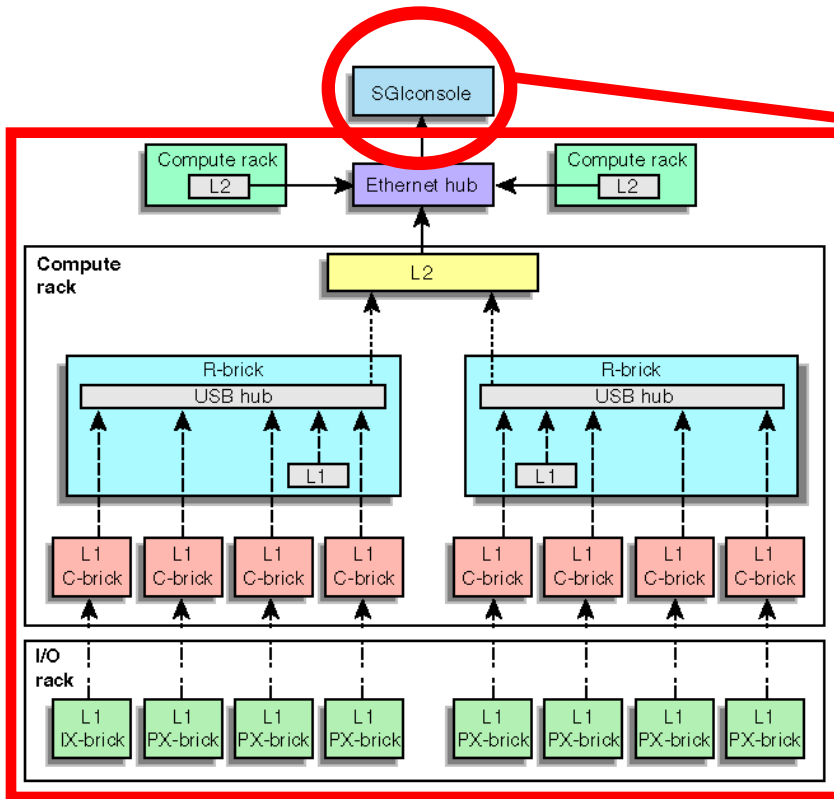 SGIconsole
Compute rack
L2
Ethernet hub
Compute rack
L2
Compute
rack
L2
R-brick
USB hub
L1
R-brick
USB hub
L1
L1
C-brick
L1
C-brick
L1
C-brick
L1
C-brick
L1
C-brick
L1
C-brick
L1
C-brick
L1
C-brick
I/O
rack
L1
IX-brick
L1
PX-brick
L1
PX-brick
L1
PX-brick
L1
PX-brick
L1
PX-brick
L1
PX-brick
L1
PX-brick